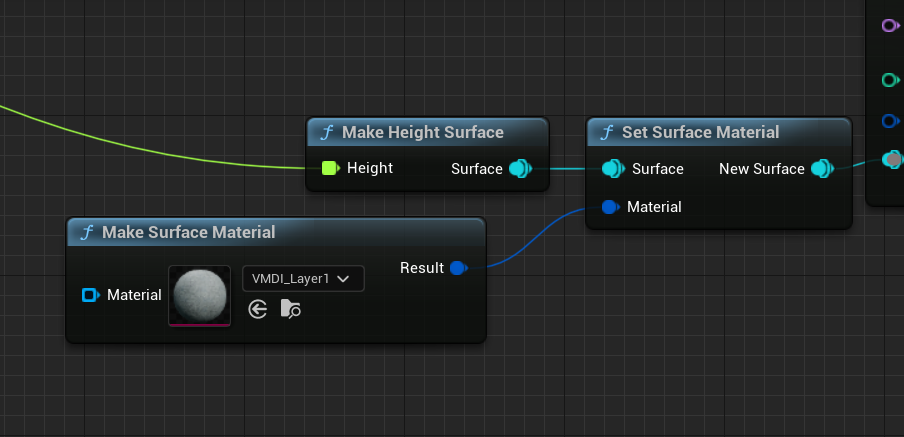 Make Height Surface
Height
Surface
Set Surface Material
Surface
New Surface
Material
Make Surface Material
Result
Material
VMDI_Layer1